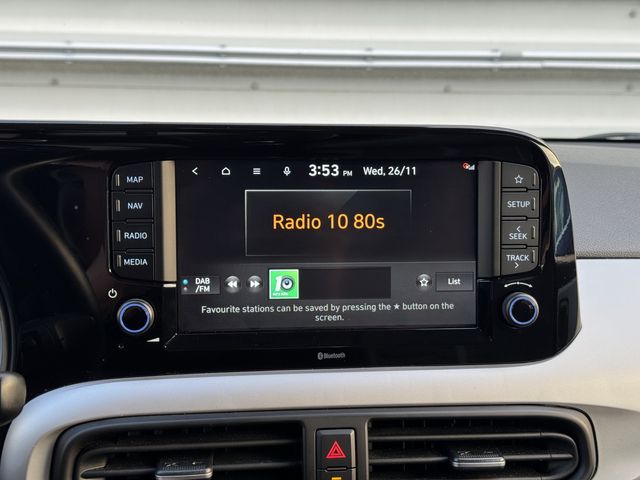 3:53 PM Wed, 26/11
MAP
NAV
RADIO
MEDIA
Radio 10 80s
SETUP
SEEK
TRACK
DAB
/FM
List
Favourite stations can be saved by pressing the ★ button on the
screen.
Bluetooth